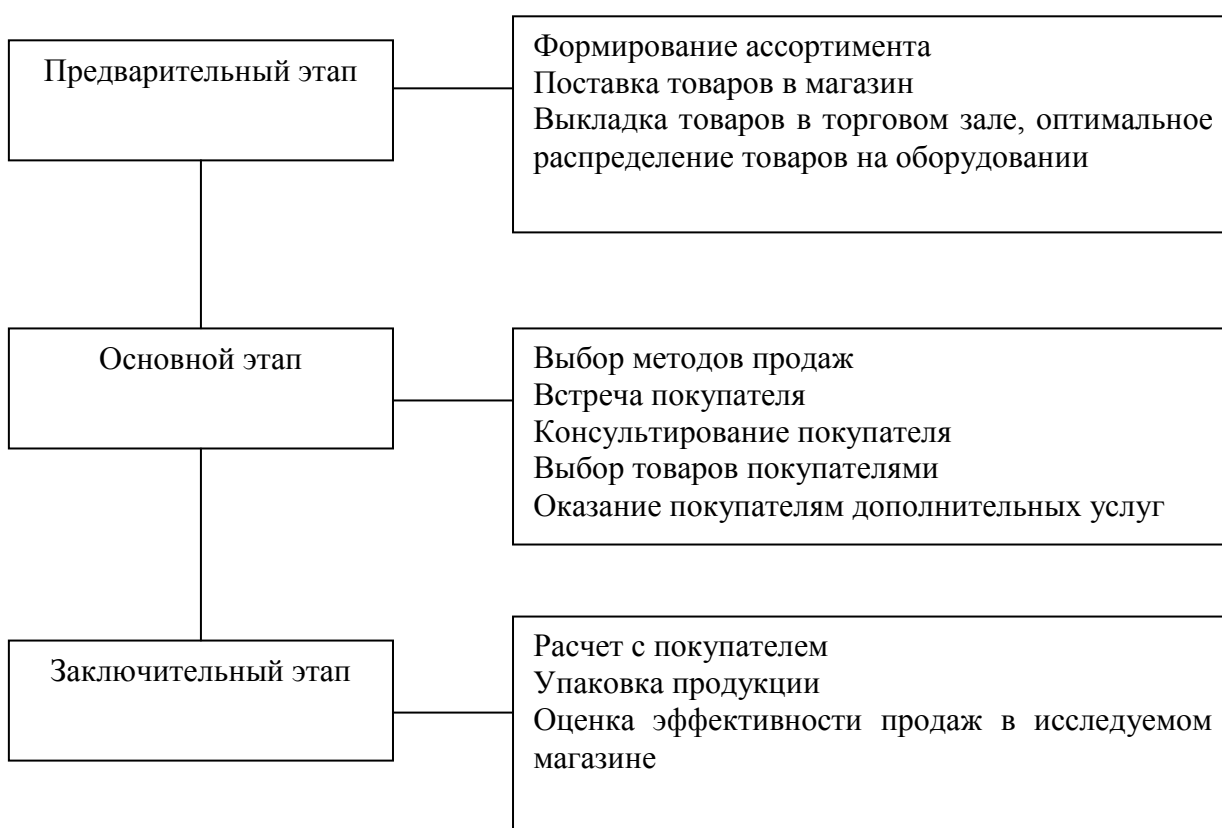 Предварительный этап
Формирование ассортимента
Поставка товаров в магазин
Выкладка товаров в торговом зале, оптимальное
распределение товаров на оборудовании
Основной этап
Выбор методов продаж
Встреча покупателя
Консультирование покупателя
Выбор товаров покупателями
Оказание покупателям дополнительных услуг
Заключительный этап
Расчет с покупателем
Упаковка продукции
Оценка эффективности продаж в исследуемом
магазине